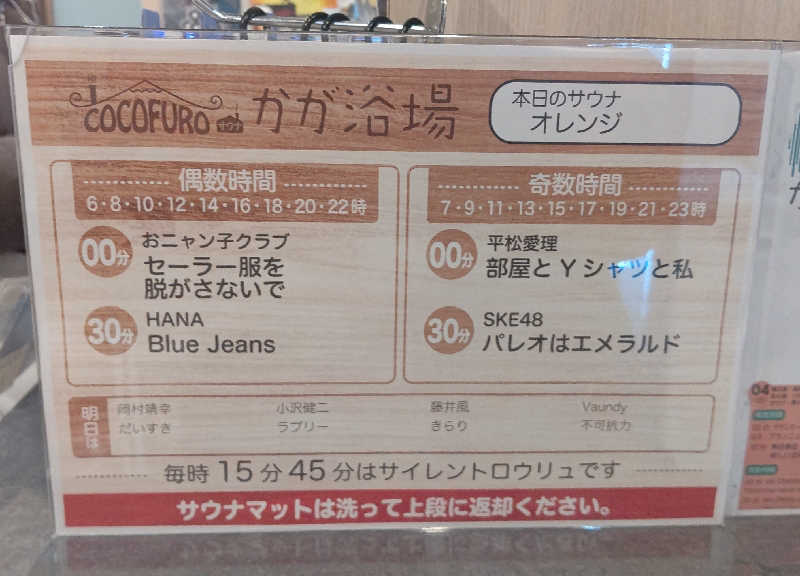 COCOFURO かが浴場
本日のサウナ
オレンジ
偶数時間
6・8・10・12・14・16・18・20・22時
00分 おニャン子クラブ
セーラー服を
脱がさないで
30分 HANA
Blue Jeans
奇数時間
7・9・11・13・15・17・19・21・23時
00分 平松愛理
部屋とYシャツと私
30分 SKE48
パレオはエメラルド
明日は
岡村靖幸 小沢健二 藤井風 Vaundy
だいすき ラブリー きらり 不可抗力
毎時15分45分はサイレントロウリュです
サウナマットは洗って上段に返却ください。
04